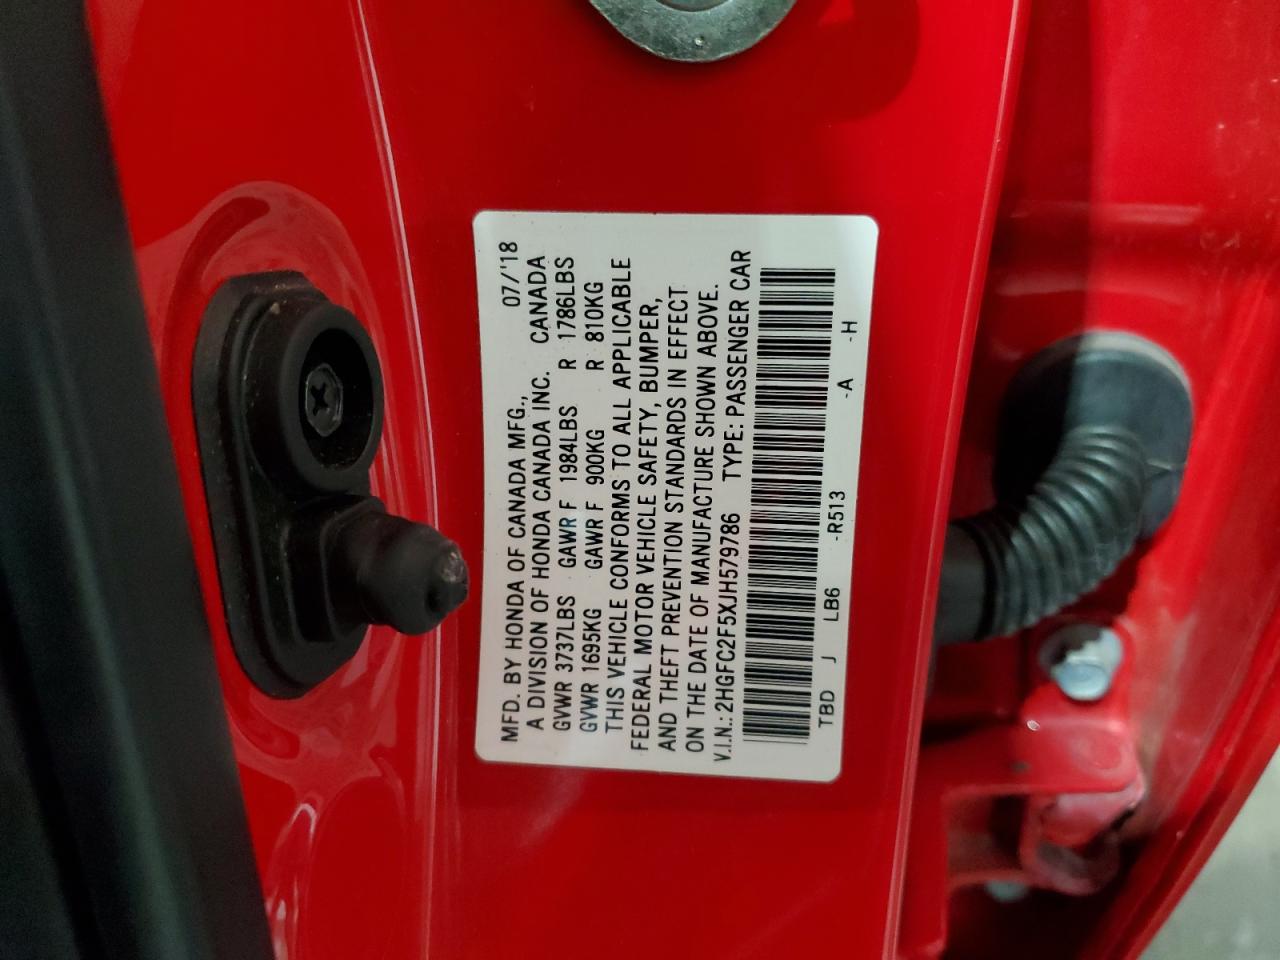 MFD. BY HONDA OF CANADA MFG., 07/'18
A DIVISION OF HONDA CANADA INC. CANADA
GVWR 3737LBS GAWR F 1984LBS R 1786LBS
GVWR 1695KG GAWR F 900KG R 810KG
THIS VEHICLE CONFORMS TO ALL APPLICABLE
FEDERAL MOTOR VEHICLE SAFETY, BUMPER,
AND THEFT PREVENTION STANDARDS IN EFFECT
ON THE DATE OF MANUFACTURE SHOWN ABOVE.
V.I.N.: 2HGFC2F5XJH579786 TYPE: PASSENGER CAR
TBD J LB6 -R513 -A -H